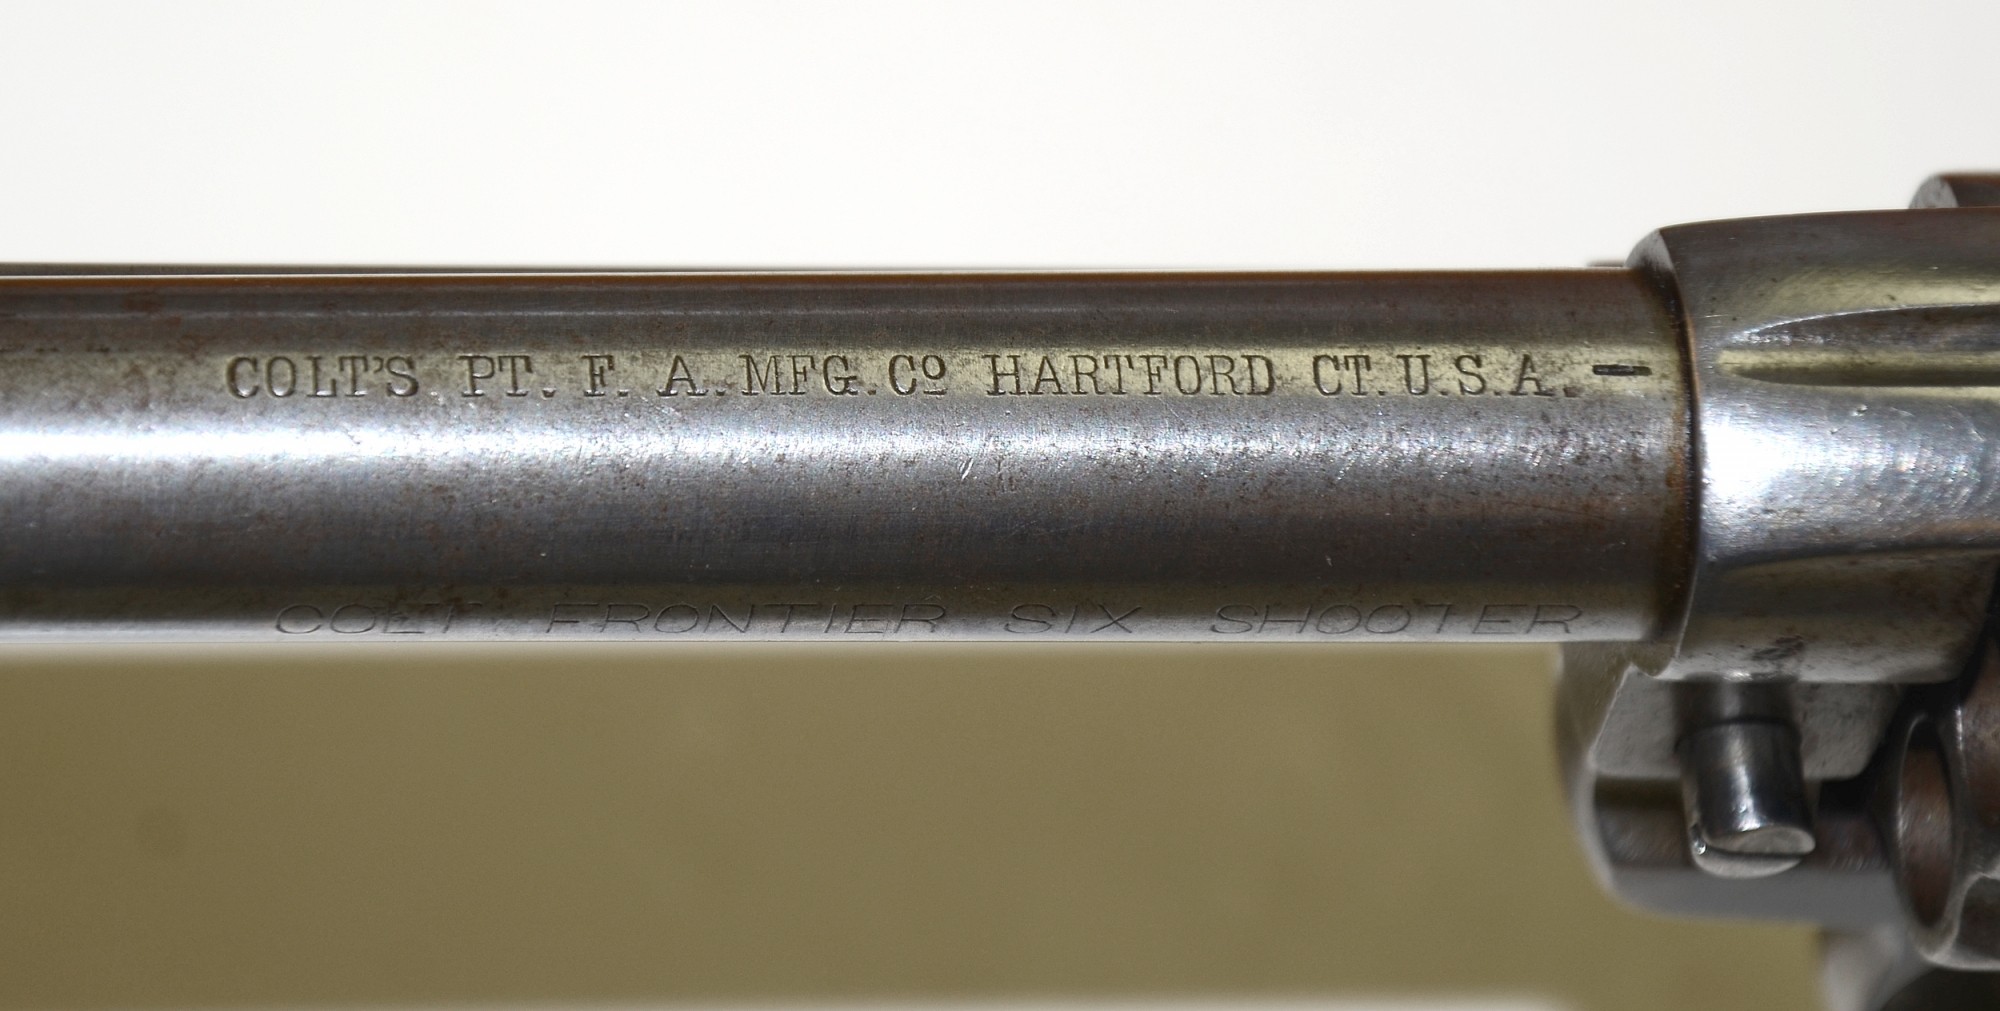 COLT'S PT. F. A. MFG. Cº HARTFORD CT. U.S.A. –
COLT FRONTIER SIX SHOOTER